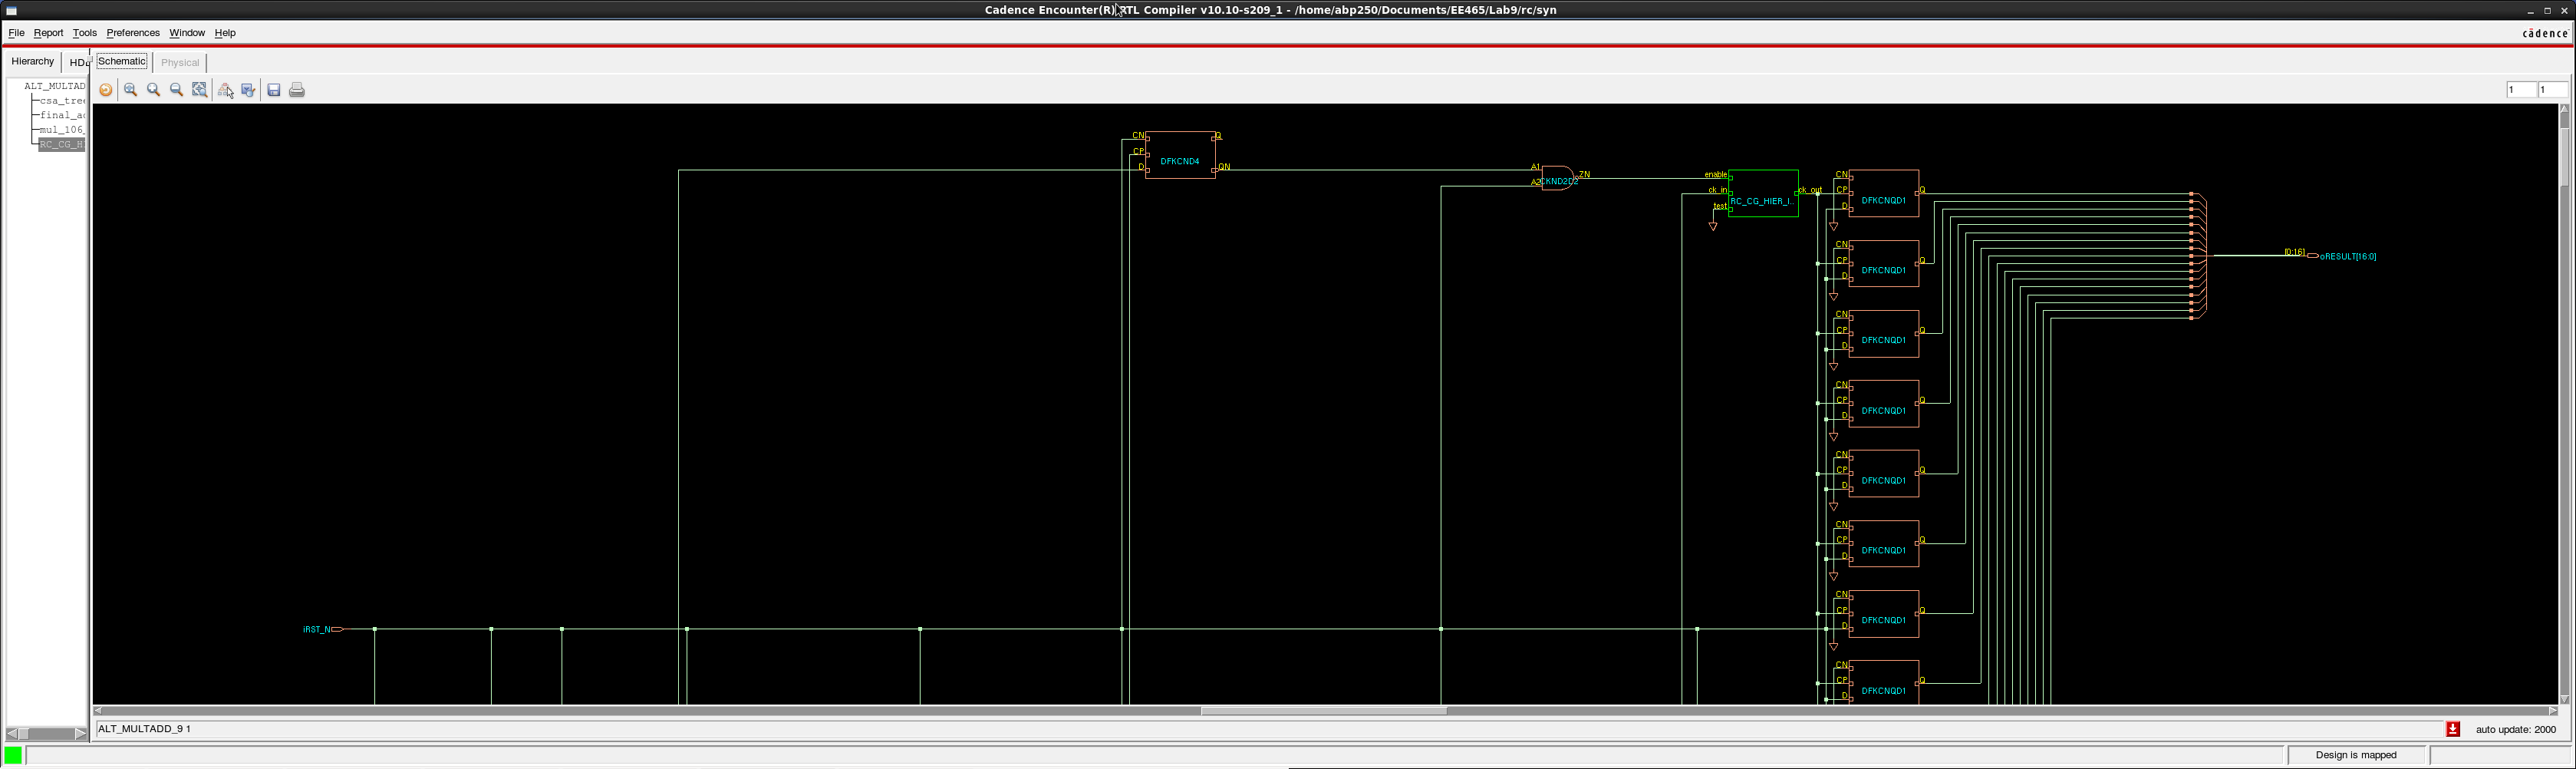 Cadence Encounter(R) RTL Compiler v10.10-s209_1 - /home/abp250/Documents/EE465/Lab9/rc/syn
File Report Tools Preferences Window Help
cādence
Hierarchy HD Schematic Physical
1 1
ALT_MULTAD
csa_tree
final_ad
mul_106_
RC_CG_H
CN Q
CP
DFKCND4
D QN
A1
A2 CKND2D2 ZN
enable
ck_in ck_out
RC_CG_HIER_I..
test
CN
CP Q
DFKCNQD1
D
[0:16] oRESULT[16:0]
CN
CP Q
DFKCNQD1
D
CN
CP Q
DFKCNQD1
D
CN
CP Q
DFKCNQD1
D
CN
CP Q
DFKCNQD1
D
CN
CP Q
DFKCNQD1
D
CN
CP Q
DFKCNQD1
iRST_N D
CN
CP Q
DFKCNQD1
D
ALT_MULTADD_9 1
auto update: 2000
Design is mapped